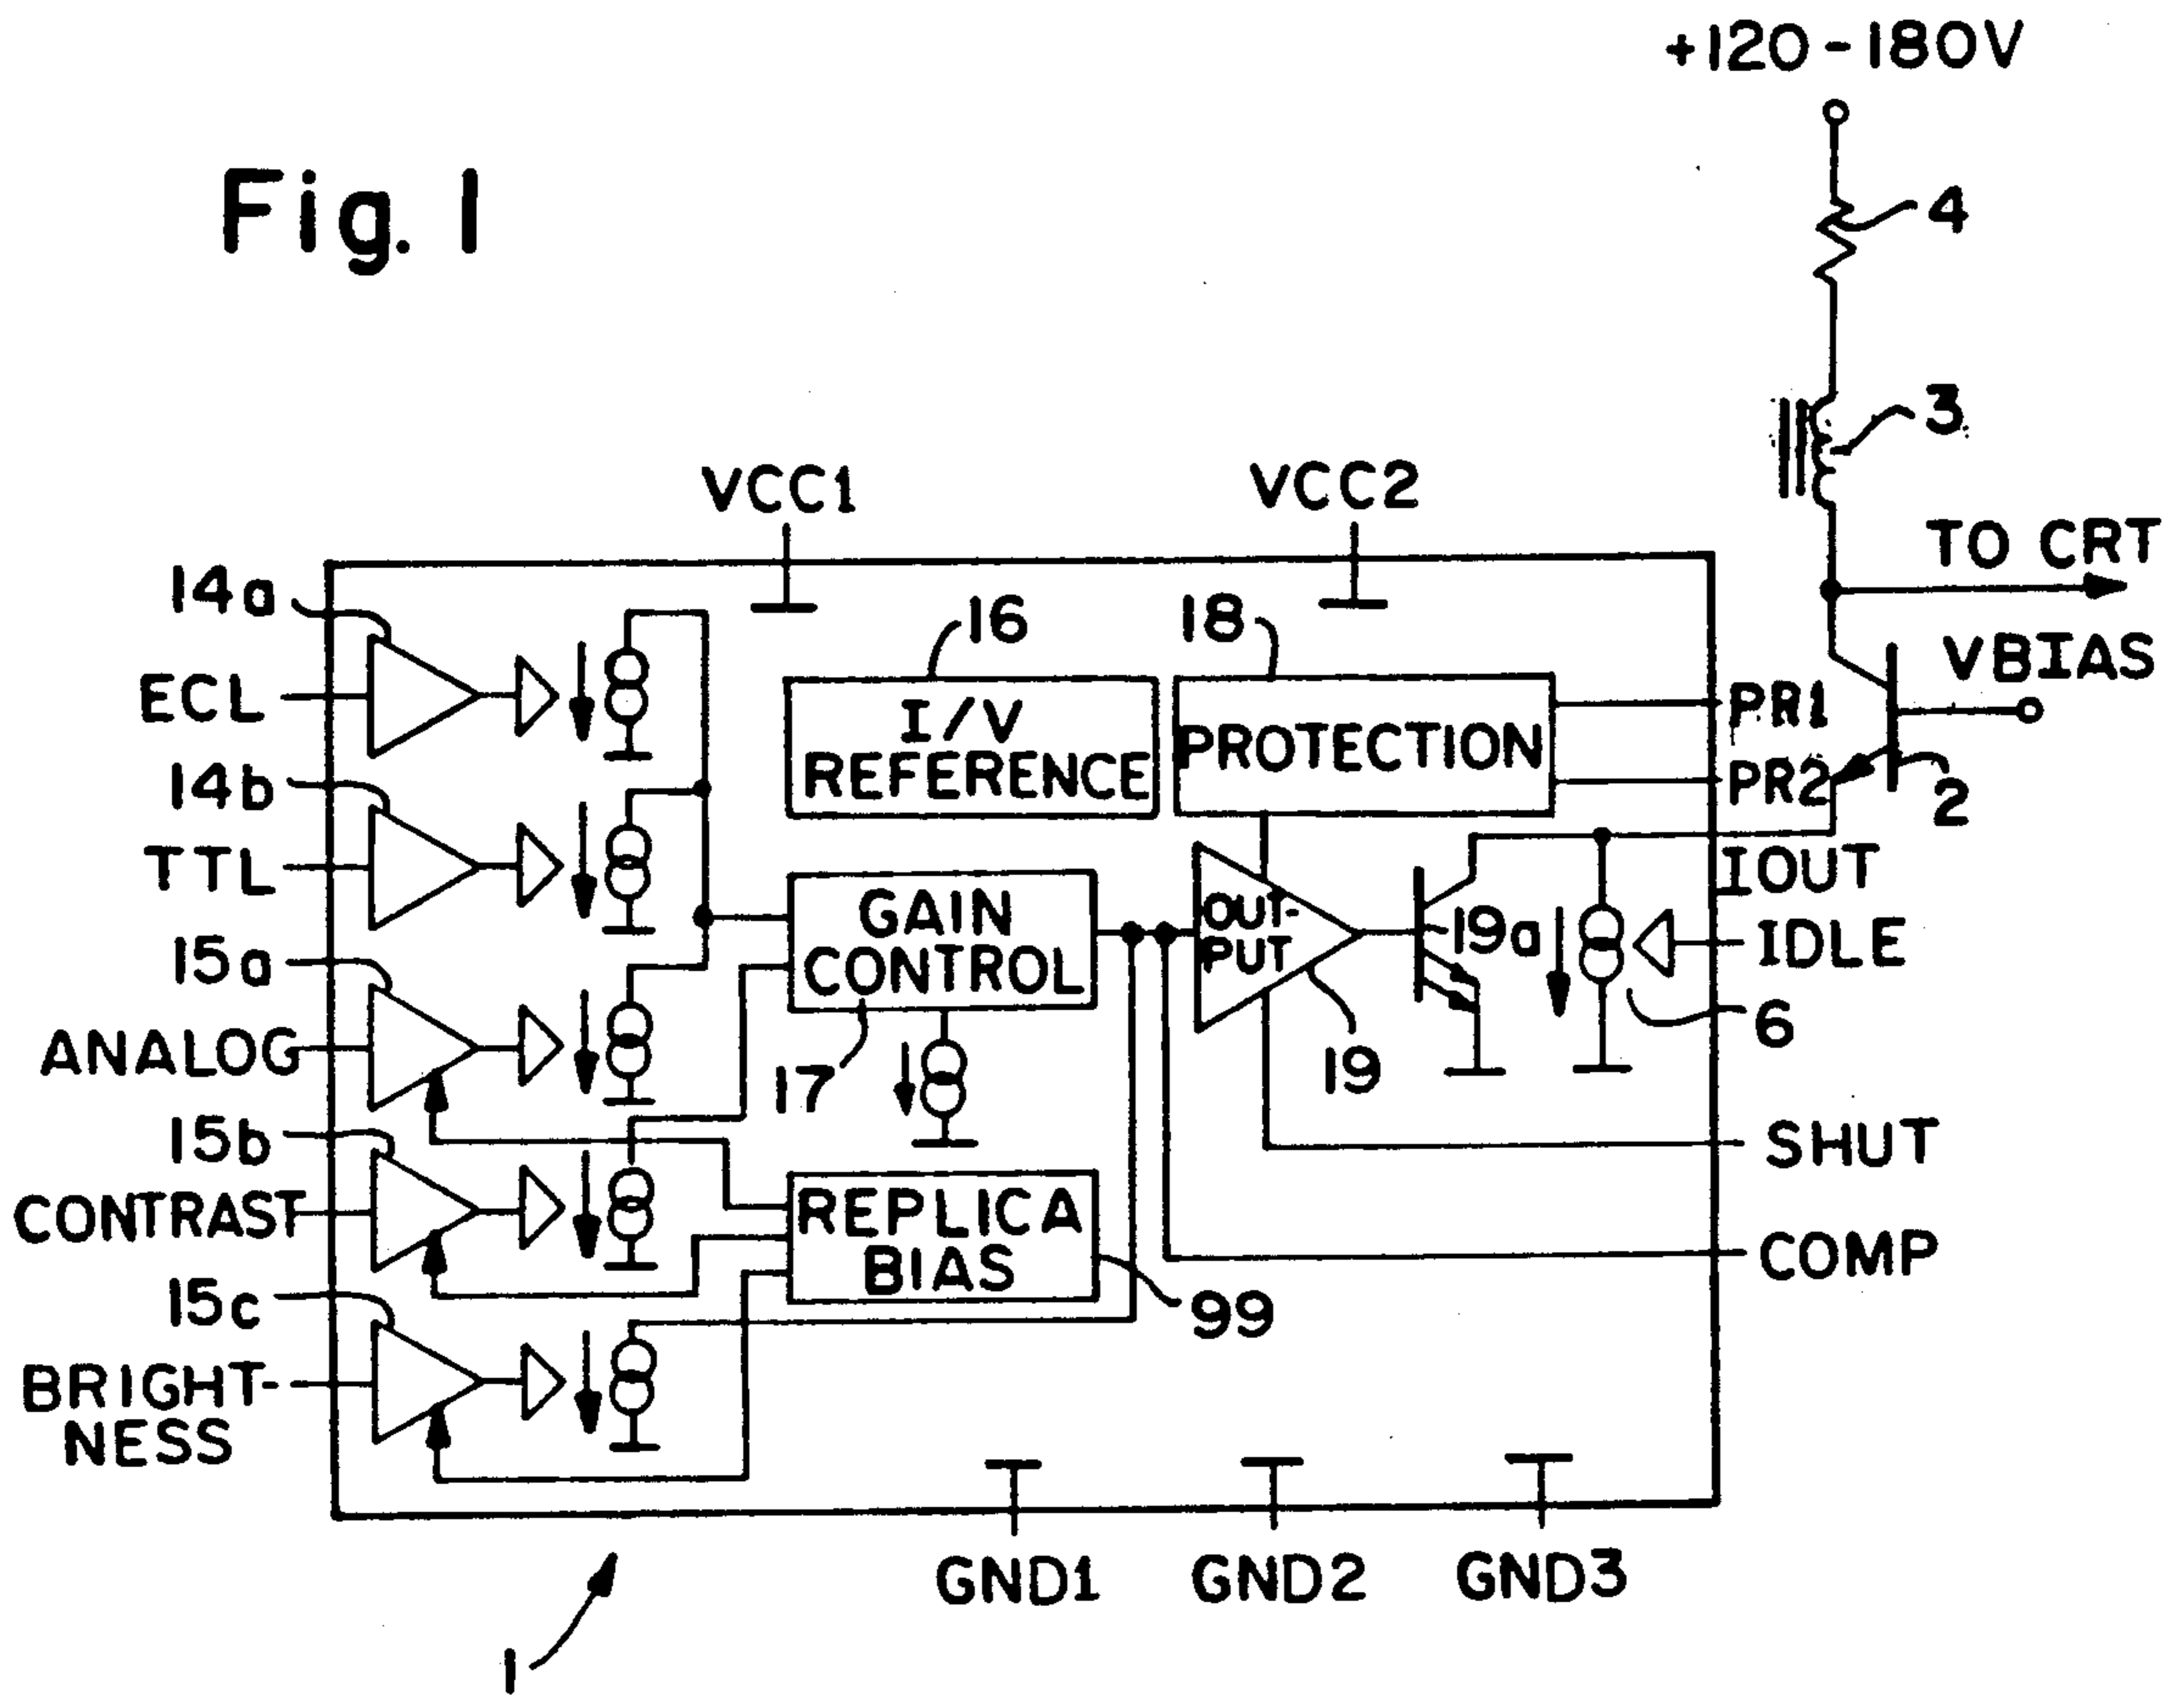 +120-180V
Fig. 1
4
3
VCC1
VCC2
TO CRT
14a
16
18
VBIAS
ECL
I/V
REFERENCE
PROTECTION
PR1
PR2
2
14b
TTL
IOUT
GAIN
CONTROL
OUT-
PUT
19a
IDLE
15a
ANALOG
17
19
6
15b
SHUT
CONTRAST
REPLICA
BIAS
COMP
15c
99
BRIGHT-
NESS
GND1
GND2
GND3
1